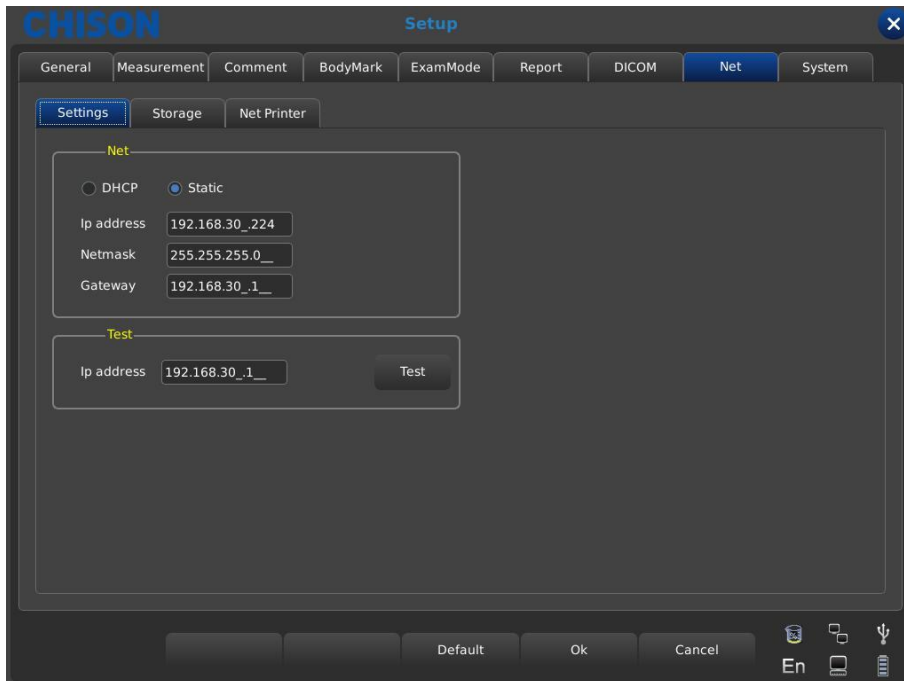 CHISON
Setup
General Measurement Comment BodyMark ExamMode Report DICOM Net System
Settings Storage Net Printer
Net
DHCP Static
Ip address 192.168.30_.224
Netmask 255.255.255.0__
Gateway 192.168.30_.1__
Test
Ip address 192.168.30_.1__ Test
Default Ok Cancel
En